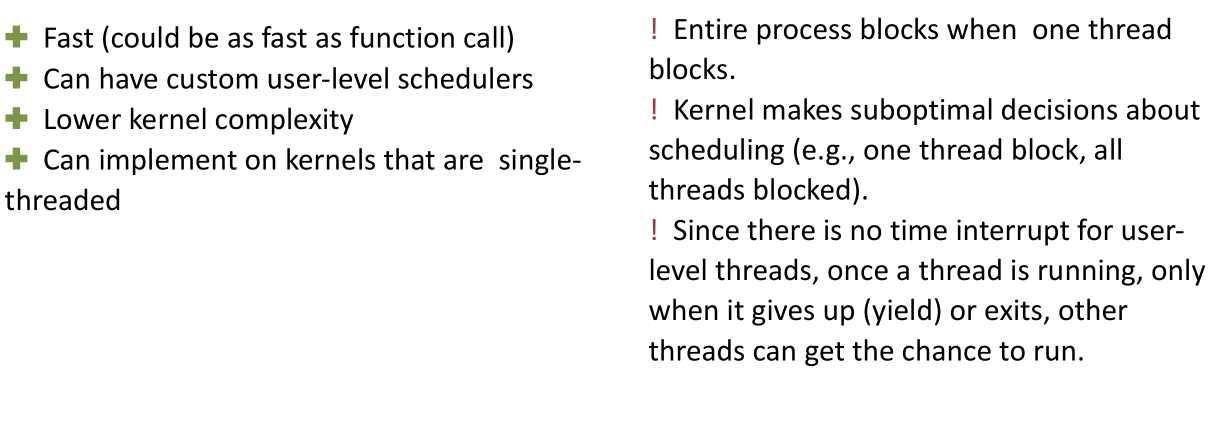 ✚ Fast (could be as fast as function call)
✚ Can have custom user-level schedulers
✚ Lower kernel complexity
✚ Can implement on kernels that are single-
threaded
! Entire process blocks when one thread
blocks.
! Kernel makes suboptimal decisions about
scheduling (e.g., one thread block, all
threads blocked).
! Since there is no time interrupt for user-
level threads, once a thread is running, only
when it gives up (yield) or exits, other
threads can get the chance to run.